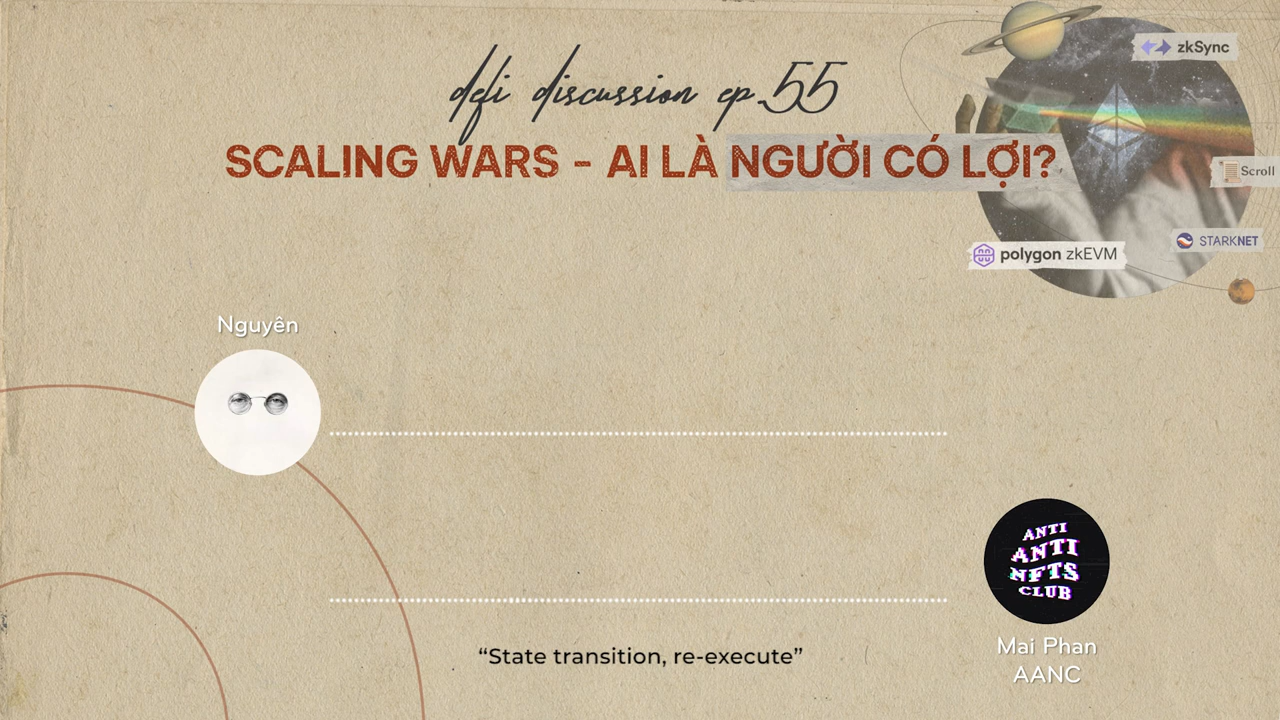 defi discussion ep.55
SCALING WARS - AI LÀ NGƯỜI CÓ LỢI?
zkSync
Scroll
STARKNET
polygon zkEVM
Nguyên
ANTI
ANTI
NFTS
CLUB
Mai Phan
AANC
“State transition, re-execute”